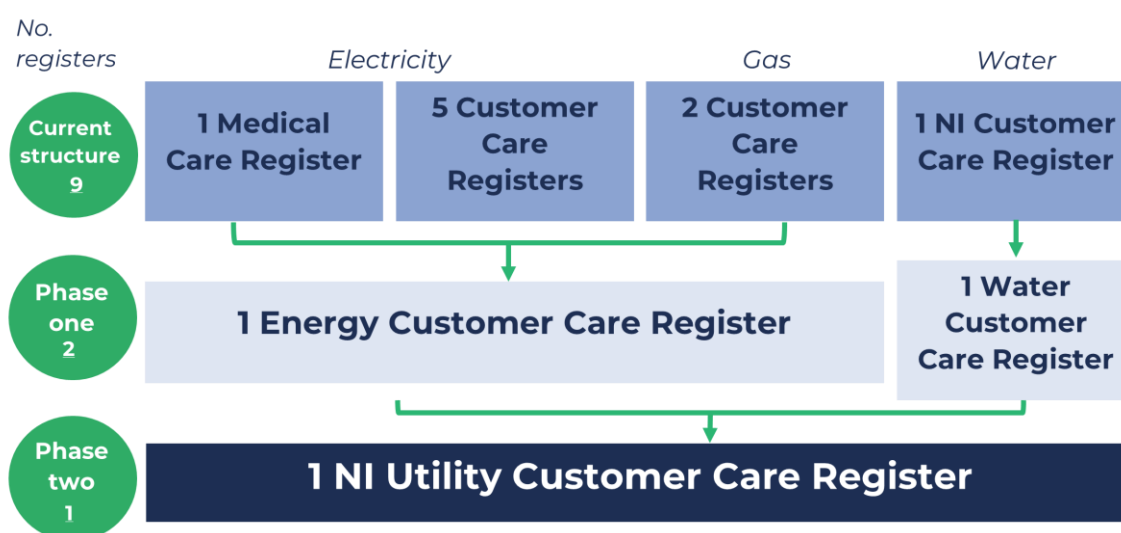 No.
registers
Electricity
Gas
Water
Current
structure
9
1 Medical
Care Register
5 Customer
Care
Registers
2 Customer
Care
Registers
1 NI Customer
Care Register
Phase
one
2
1 Energy Customer Care Register
1 Water
Customer
Care Register
Phase
two
1
1 NI Utility Customer Care Register